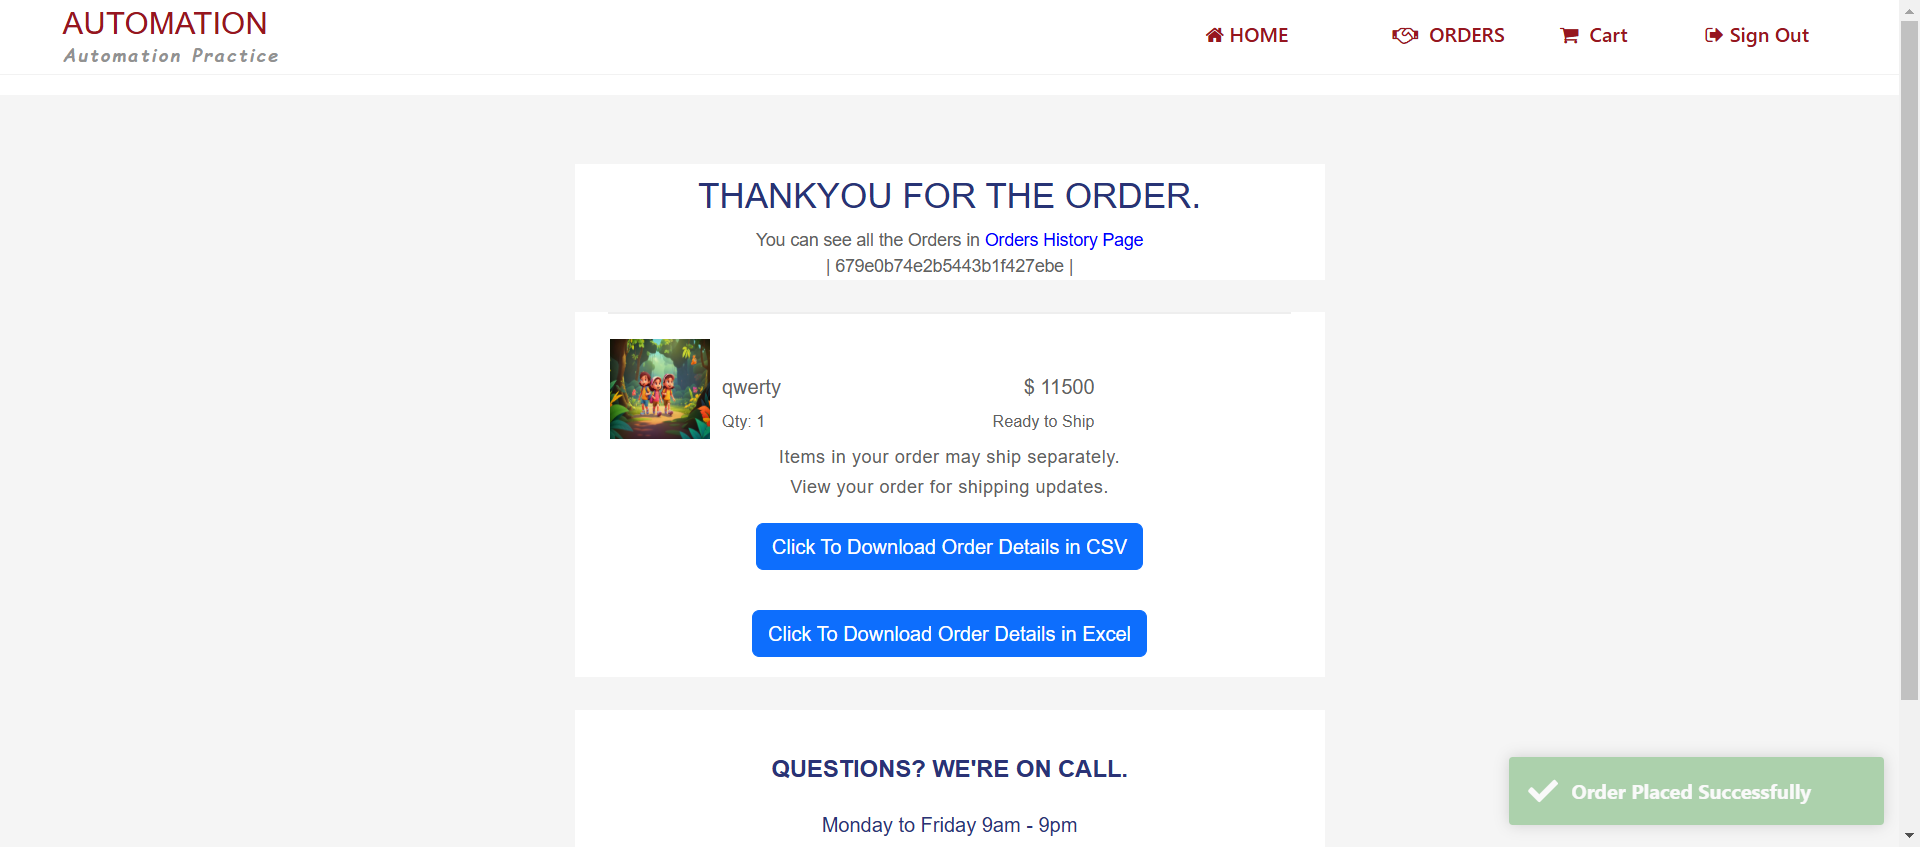 AUTOMATION
Automation Practice
HOME
ORDERS
Cart
Sign Out
THANKYOU FOR THE ORDER.
You can see all the Orders in Orders History Page
| 679e0b74e2b5443b1f427ebe |
qwerty
$ 11500
Qty: 1
Ready to Ship
Items in your order may ship separately.
View your order for shipping updates.
Click To Download Order Details in CSV
Click To Download Order Details in Excel
QUESTIONS? WE'RE ON CALL.
Monday to Friday 9am - 9pm
Order Placed Successfully